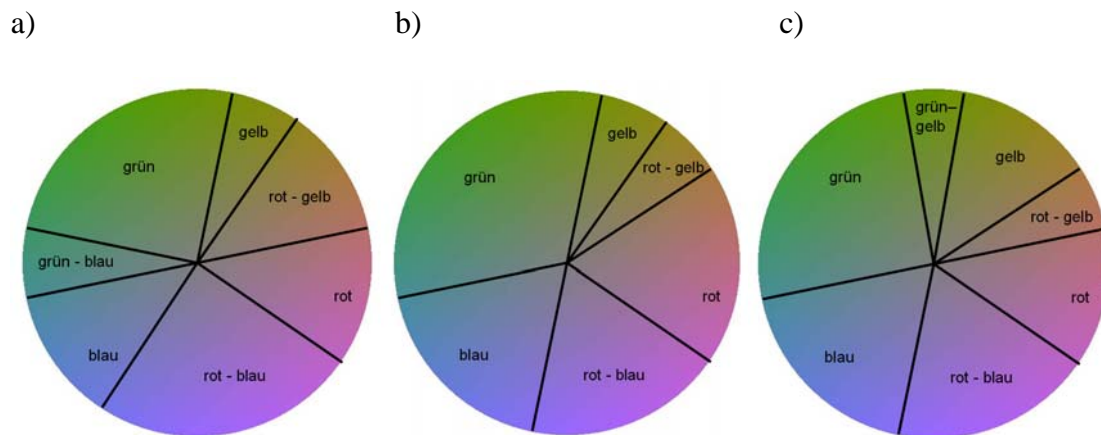 a)
b)
c)
grün
gelb
rot - gelb
grün - blau
rot
blau
rot - blau
grün
gelb
rot - gelb
rot
blau
rot - blau
grün–
gelb
grün
gelb
rot - gelb
rot
blau
rot - blau